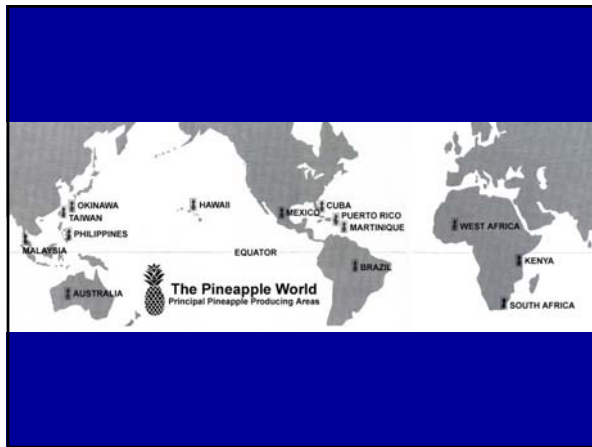 OKINAWA
TAIWAN
PHILIPPINES
MALAYSIA
AUSTRALIA
HAWAII
EQUATOR
The Pineapple World
Principal Pineapple Producing Areas
MEXICO
CUBA
PUERTO RICO
MARTINIQUE
BRAZIL
WEST AFRICA
KENYA
SOUTH AFRICA